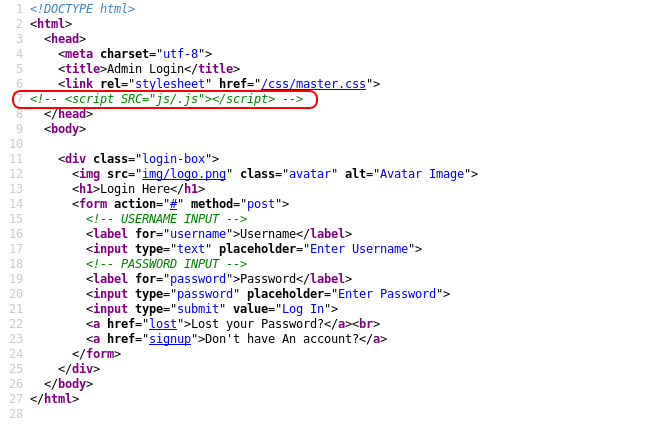 1 <!DOCTYPE html>
2 <html>
3   <head>
4     <meta charset="utf-8">
5     <title>Admin Login</title>
6     <link rel="stylesheet" href="/css/master.css">
7 <!-- <script SRC="js/.js"></script> -->
8   </head>
9   <body>
10
11     <div class="login-box">
12       <img src="img/logo.png" class="avatar" alt="Avatar Image">
13       <h1>Login Here</h1>
14       <form action="#" method="post">
15         <!-- USERNAME INPUT -->
16         <label for="username">Username</label>
17         <input type="text" placeholder="Enter Username">
18         <!-- PASSWORD INPUT -->
19         <label for="password">Password</label>
20         <input type="password" placeholder="Enter Password">
21         <input type="submit" value="Log In">
22         <a href="lost">Lost your Password?</a><br>
23         <a href="signup">Don't have An account?</a>
24       </form>
25     </div>
26   </body>
27 </html>
28